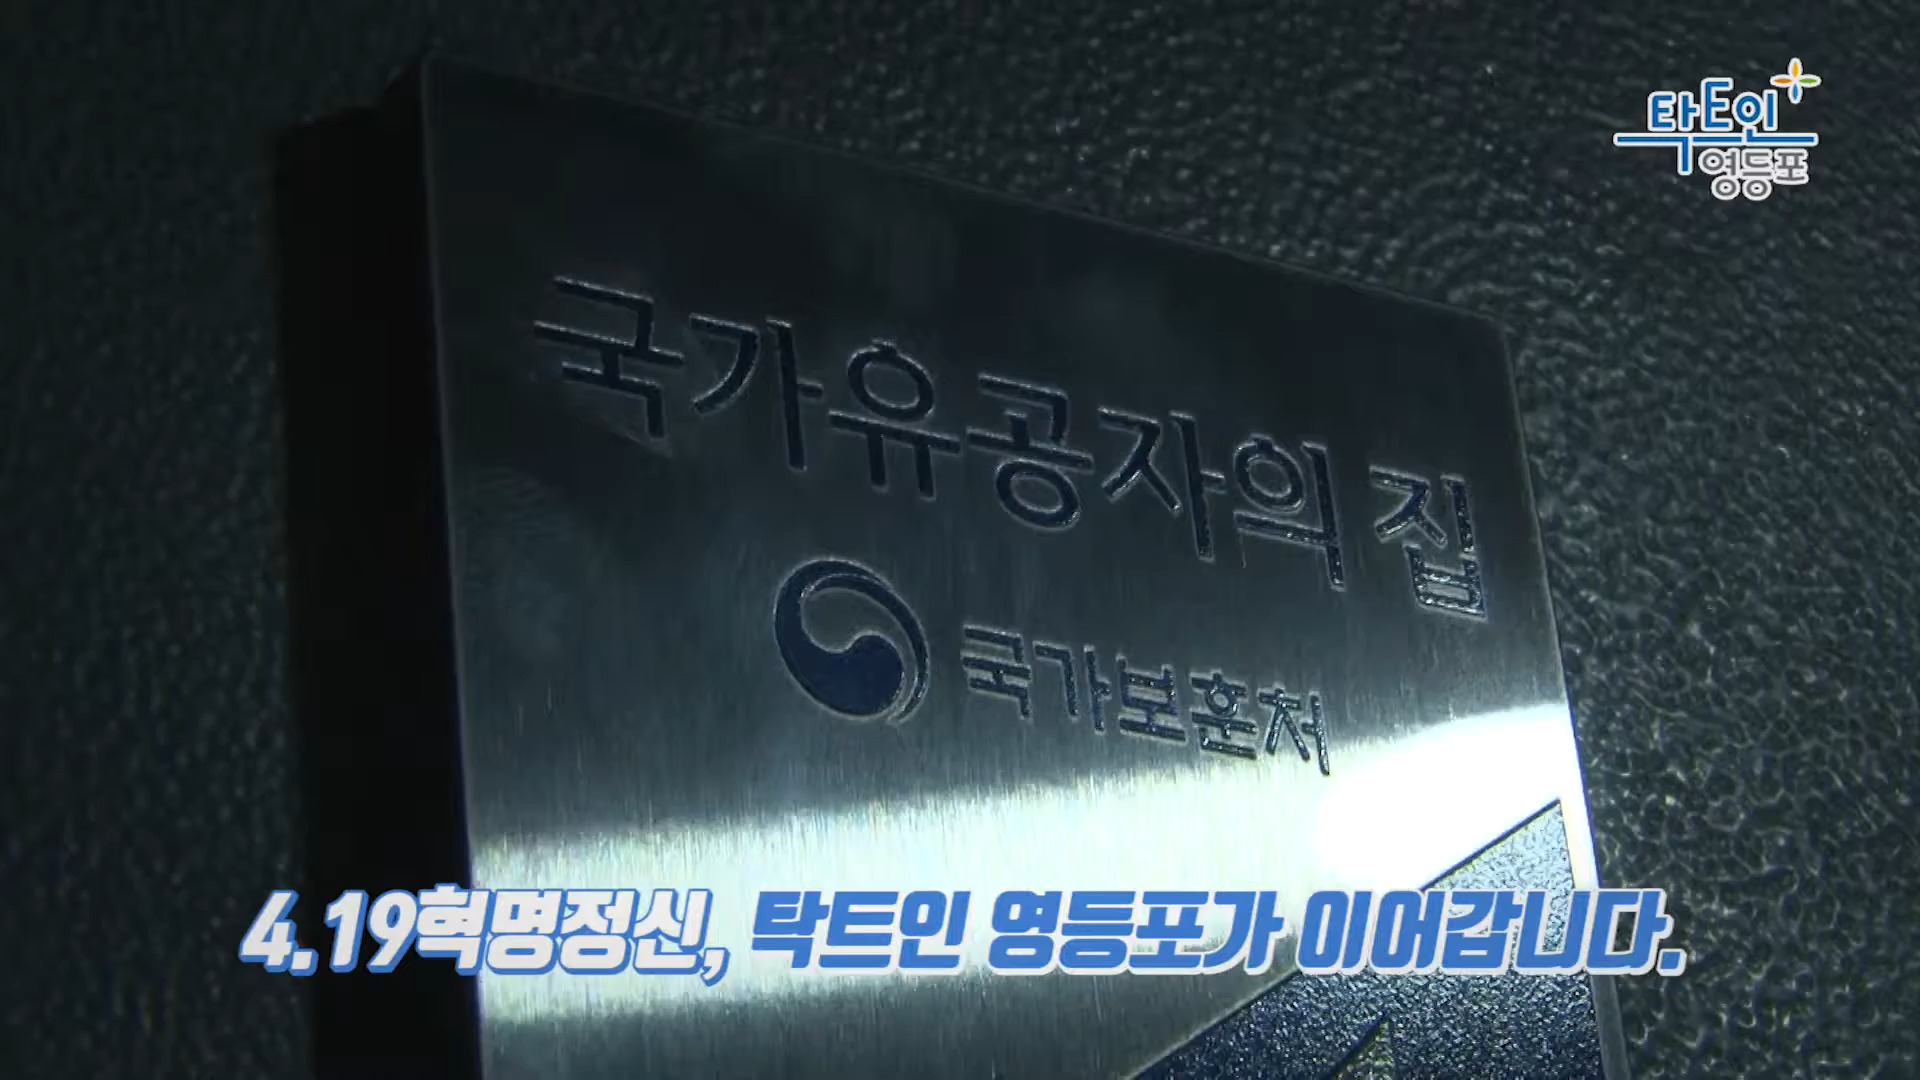 탁트인
영등포
국가유공자의 집
국가보훈처
4.19혁명정신, 탁트인 영등포가 이어갑니다.